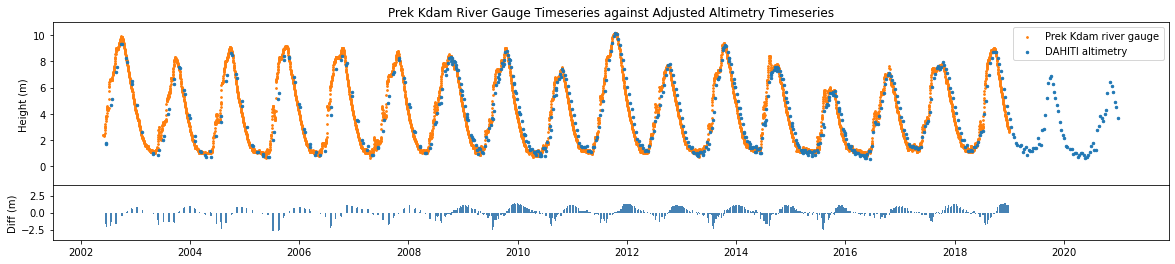 Prek Kdam River Gauge Timeseries against Adjusted Altimetry Timeseries
Height (m)
10
8
6
4
2
0
Prek Kdam river gauge
DAHITI altimetry
Diff (m)
2.5
0.0
−2.5
2002 2004 2006 2008 2010 2012 2014 2016 2018 2020